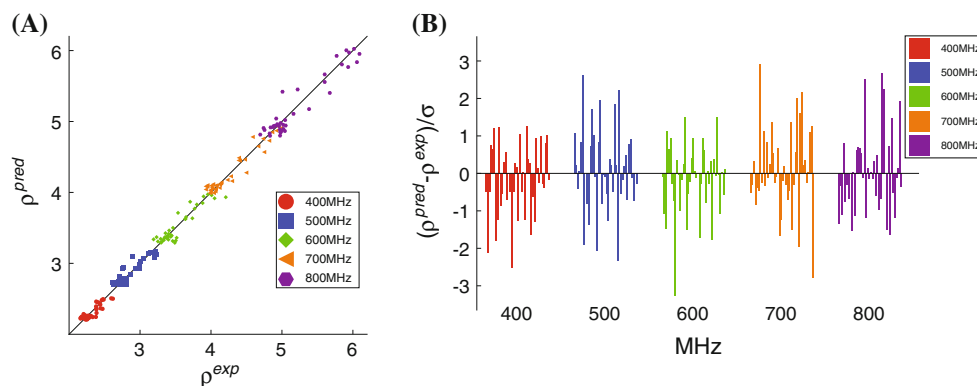 (A)
ρ^pred
6
5
4
3
3 4 5 6
ρ^exp
400MHz
500MHz
600MHz
700MHz
800MHz
(B)
(ρ^pred-ρ^exp)/σ
3
2
1
0
-1
-2
-3
400 500 600 700 800
MHz
400MHz
500MHz
600MHz
700MHz
800MHz